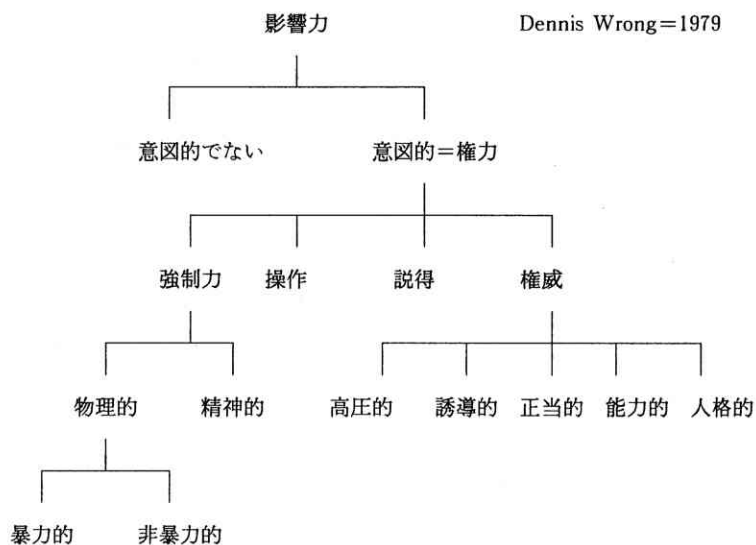 影響力 Dennis Wrong＝1979
意図的でない 意図的＝権力
強制力 操作 説得 権威
物理的 精神的 高圧的 誘導的 正当的 能力的 人格的
暴力的 非暴力的